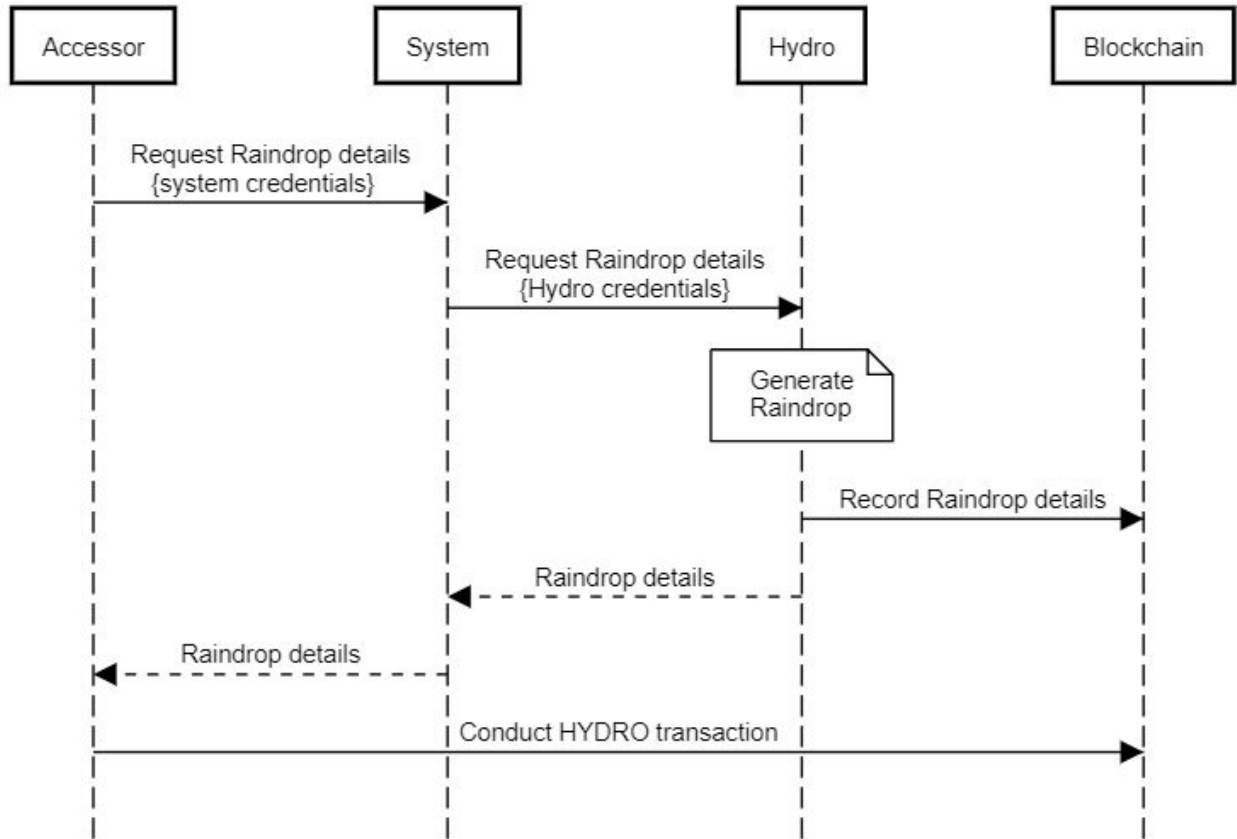 Accessor
System
Hydro
Blockchain
Request Raindrop details
{system credentials}
Request Raindrop details
{Hydro credentials}
Generate
Raindrop
Record Raindrop details
Raindrop details
Raindrop details
Conduct HYDRO transaction